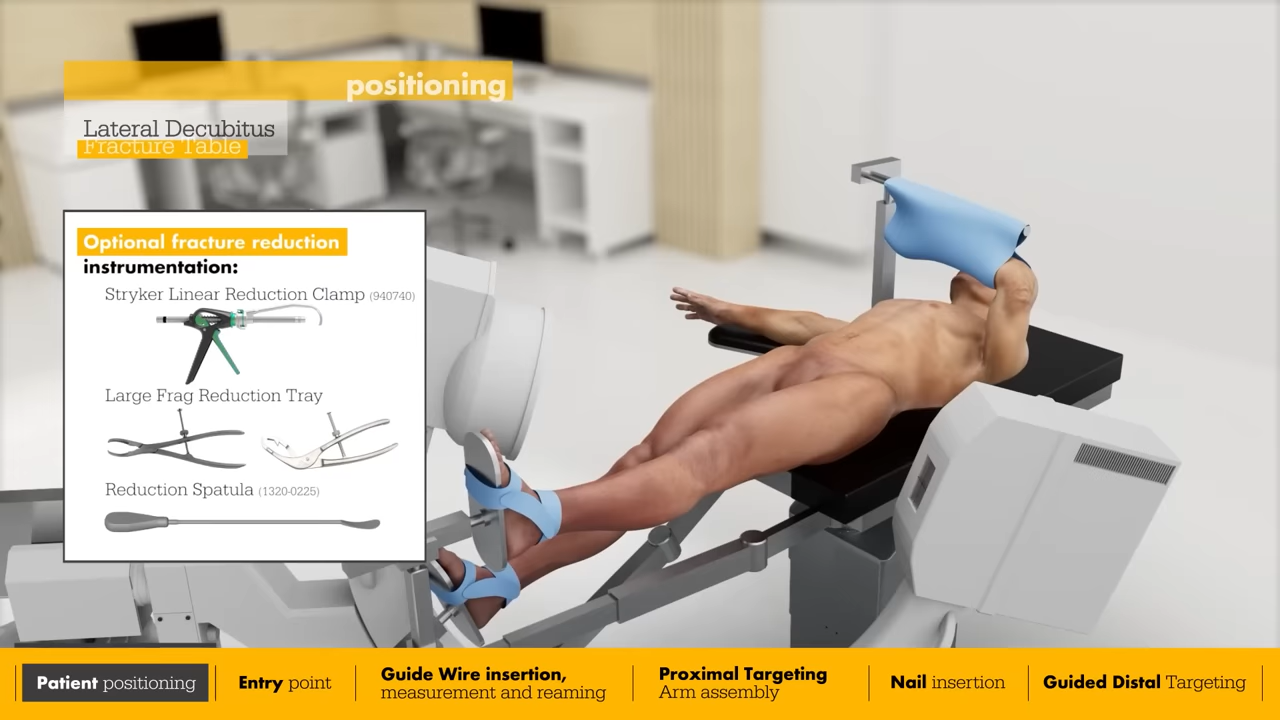 positioning
Lateral Decubitus
Fracture Table
Optional fracture reduction
instrumentation:
Stryker Linear Reduction Clamp (940740)
Large Frag Reduction Tray
Reduction Spatula (1320-0225)
Patient positioning
Entry point
Guide Wire insertion,
measurement and reaming
Proximal Targeting
Arm assembly
Nail insertion
Guided Distal Targeting